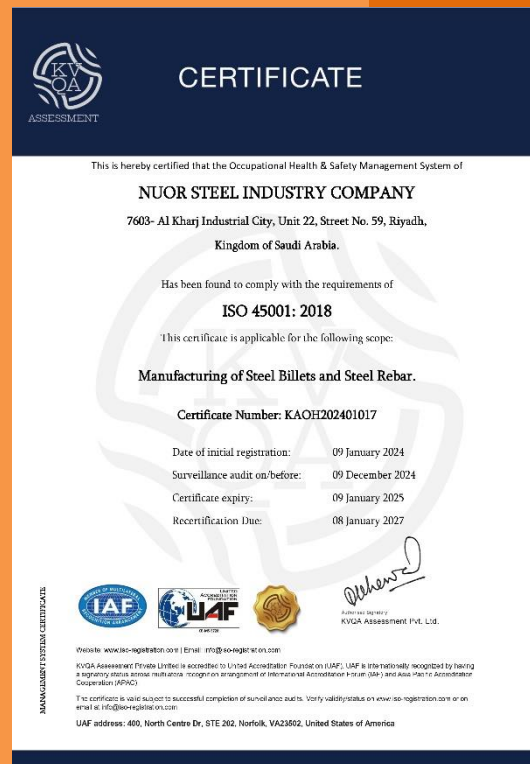 KV
QA
ASSESSMENT
CERTIFICATE
This is hereby certified that the Occupational Health & Safety Management System of
NUOR STEEL INDUSTRY COMPANY
7603- Al Kharj Industrial City, Unit 22, Street No. 59, Riyadh,
Kingdom of Saudi Arabia.
Has been found to comply with the requirements of
ISO 45001: 2018
This certificate is applicable for the following scope:
Manufacturing of Steel Billets and Steel Rebar.
Certificate Number: KAOH202401017
Date of initial registration: 09 January 2024
Surveillance audit on/before: 09 December 2024
Certificate expiry: 09 January 2025
Recertification Due: 08 January 2027
MANAGEMENT SYSTEM CERTIFICATE
IAF
UNITED
ACCREDITATION
FOUNDATION
UAF
Authorised Signatory
KVQA Assessment Pvt. Ltd.
Website: www.iso-registration.com | Email: info@iso-registration.com
KVQA Assessment Private Limited is accredited to United Accreditation Foundation (UAF). UAF is internationally recognized by having
a signatory status across multilateral recognition arrangement of International Accreditation Forum (IAF) and Asia Pacific Accreditation
Cooperation (APAC)
The certificate is valid subject to successful completion of surveillance audits. Verify validity/status on www.iso-registration.com or on
email at info@iso-registration.com
UAF address: 400, North Centre Dr, STE 202, Norfolk, VA23502, United States of America